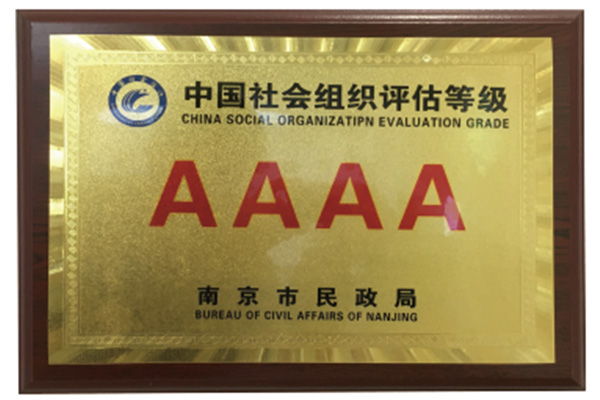 中国社会组织评估等级
CHINA SOCIAL ORGANIZATIPN EVALUATION GRADE
AAAA
南京市民政局
BUREAU OF CIVIL AFFAIRS OF NANJING